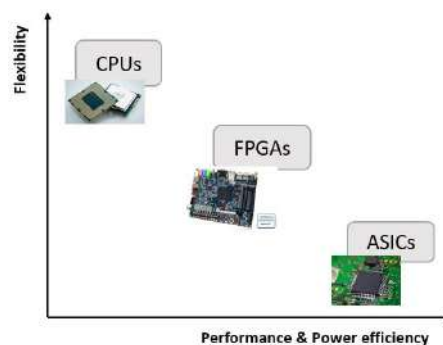 Flexibility
CPUs
FPGAs
ASICs
Performance & Power efficiency